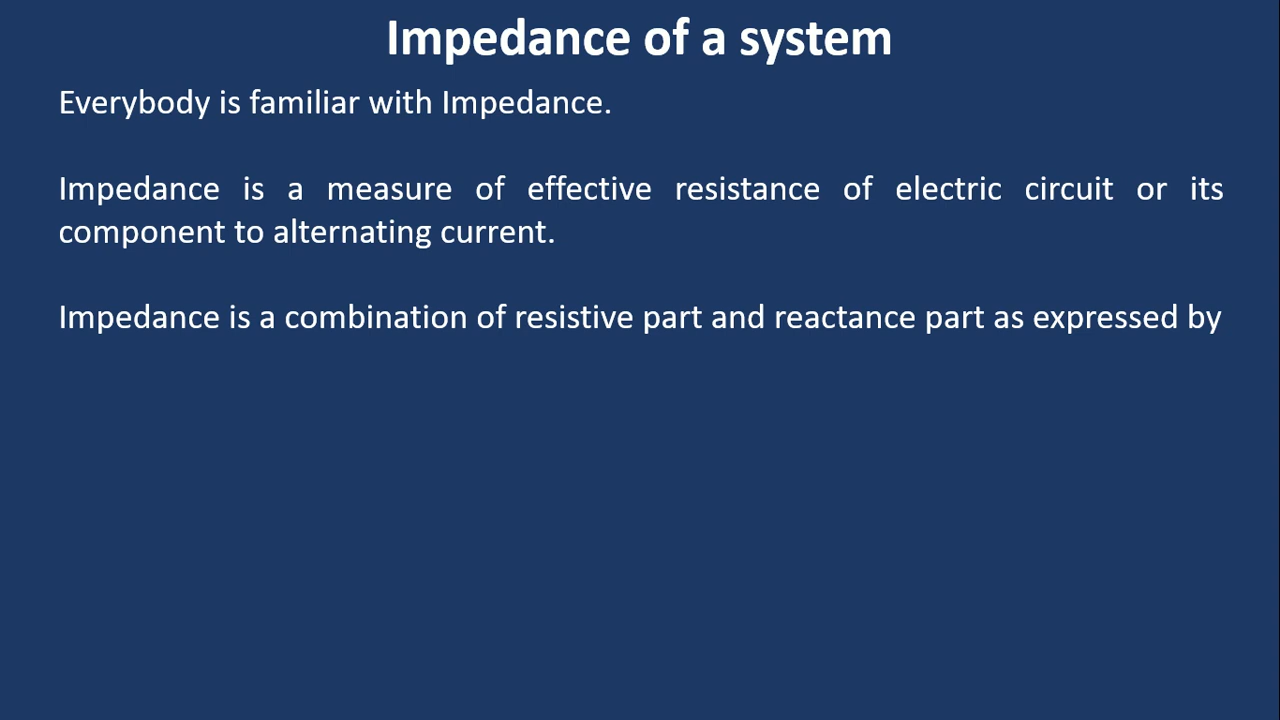 Impedance of a system
Everybody is familiar with Impedance.
Impedance is a measure of effective resistance of electric circuit or its
component to alternating current.
Impedance is a combination of resistive part and reactance part as expressed by